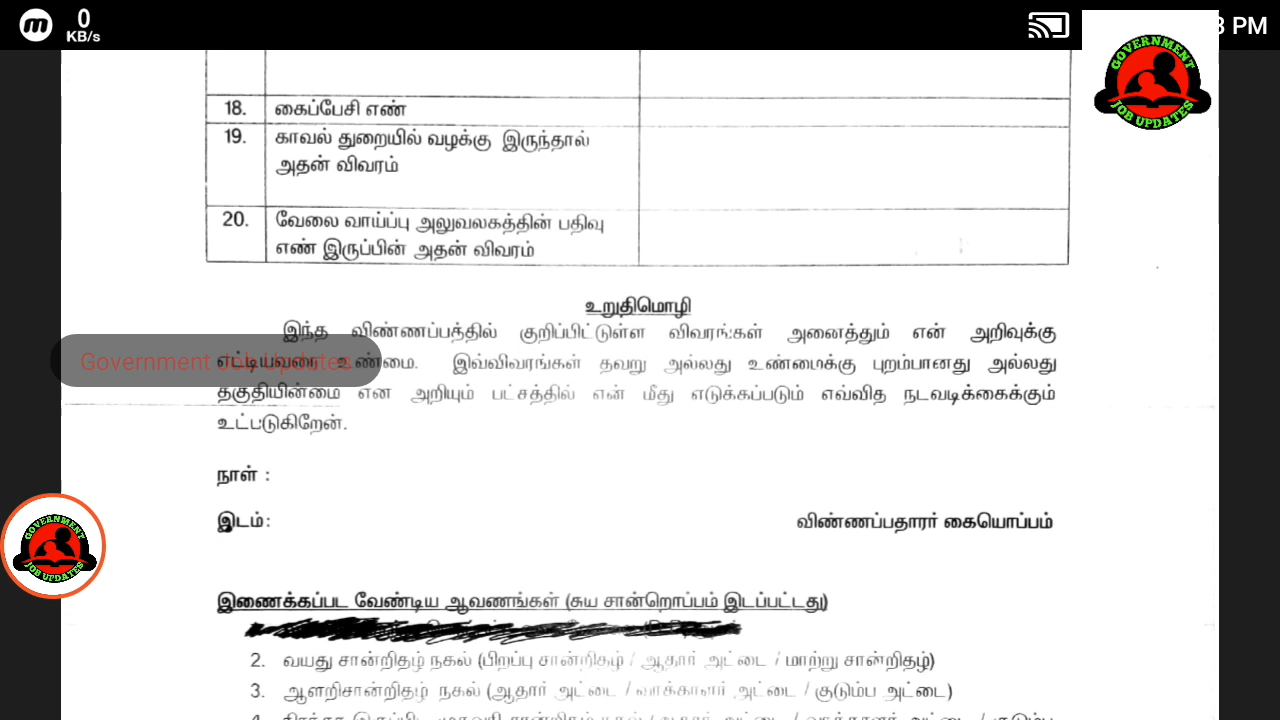 0
KB/s
3 PM
GOVERNMENT
JOB UPDATES
18. கைப்பேசி எண்
19. காவல் துறையில் வழக்கு இருந்தால்
அதன் விவரம்
20. வேலை வாய்ப்பு அலுவலகத்தின் பதிவு
எண் இருப்பின் அதன் விவரம்
உறுதிமொழி
இந்த விண்ணப்பத்தில் குறிப்பிட்டுள்ள விவரங்கள் அனைத்தும் என் அறிவுக்கு
எட்டியவரை உண்மை. இவ்விவரங்கள் தவறு அல்லது உண்மைக்கு புறம்பானது அல்லது
Government Job Updates
தகுதியின்மை என அறியும் பட்சத்தில் என் மீது எடுக்கப்படும் எவ்வித நடவடிக்கைக்கும்
உட்படுகிறேன்.
நாள் :
இடம்: விண்ணப்பதாரர் கையொப்பம்
GOVERNMENT
JOB UPDATES
இணைக்கப்பட வேண்டிய ஆவணங்கள் (சுய சான்றொப்பம் இடப்பட்டது)
2. வயது சான்றிதழ் நகல் (பிறப்பு சான்றிதழ் / ஆதார் அட்டை / மாற்று சான்றிதழ்)
3. ஆளறிசான்றிதழ் நகல் (ஆதார் அட்டை / வாக்காளர் அட்டை / குடும்ப அட்டை)